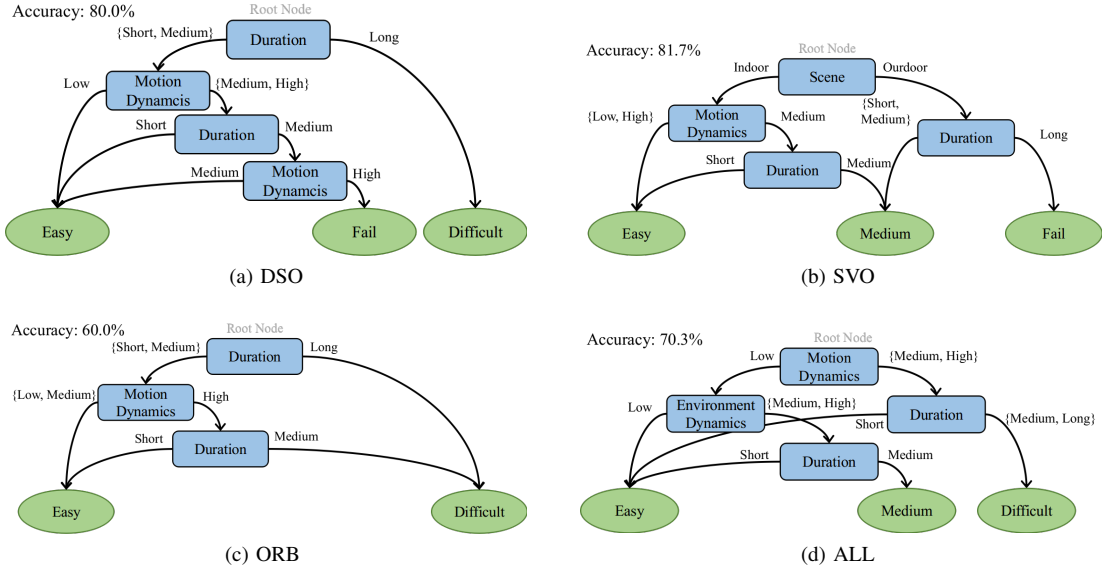 Accuracy: 80.0%
Root Node
{Short, Medium}
Duration
Long
Low
Motion
Dynamcis
{Medium, High}
Short
Duration
Medium
Medium
Motion
Dynamcis
High
Easy
Fail
Difficult
(a) DSO
Accuracy: 81.7%
Root Node
Indoor
Scene
Ourdoor
{Low, High}
Motion
Dynamics
Medium
{Short,
Medium}
Duration
Long
Short
Duration
Medium
Easy
Medium
Fail
(b) SVO
Accuracy: 60.0%
Root Node
{Short, Medium}
Duration
Long
{Low, Medium}
Motion
Dynamics
High
Short
Duration
Medium
Easy
Difficult
(c) ORB
Accuracy: 70.3%
Root Node
Low
Motion
Dynamics
{Medium, High}
Low
Environment
Dynamics
{Medium, High}
Short
Duration
{Medium, Long}
Short
Duration
Medium
Easy
Medium
Difficult
(d) ALL